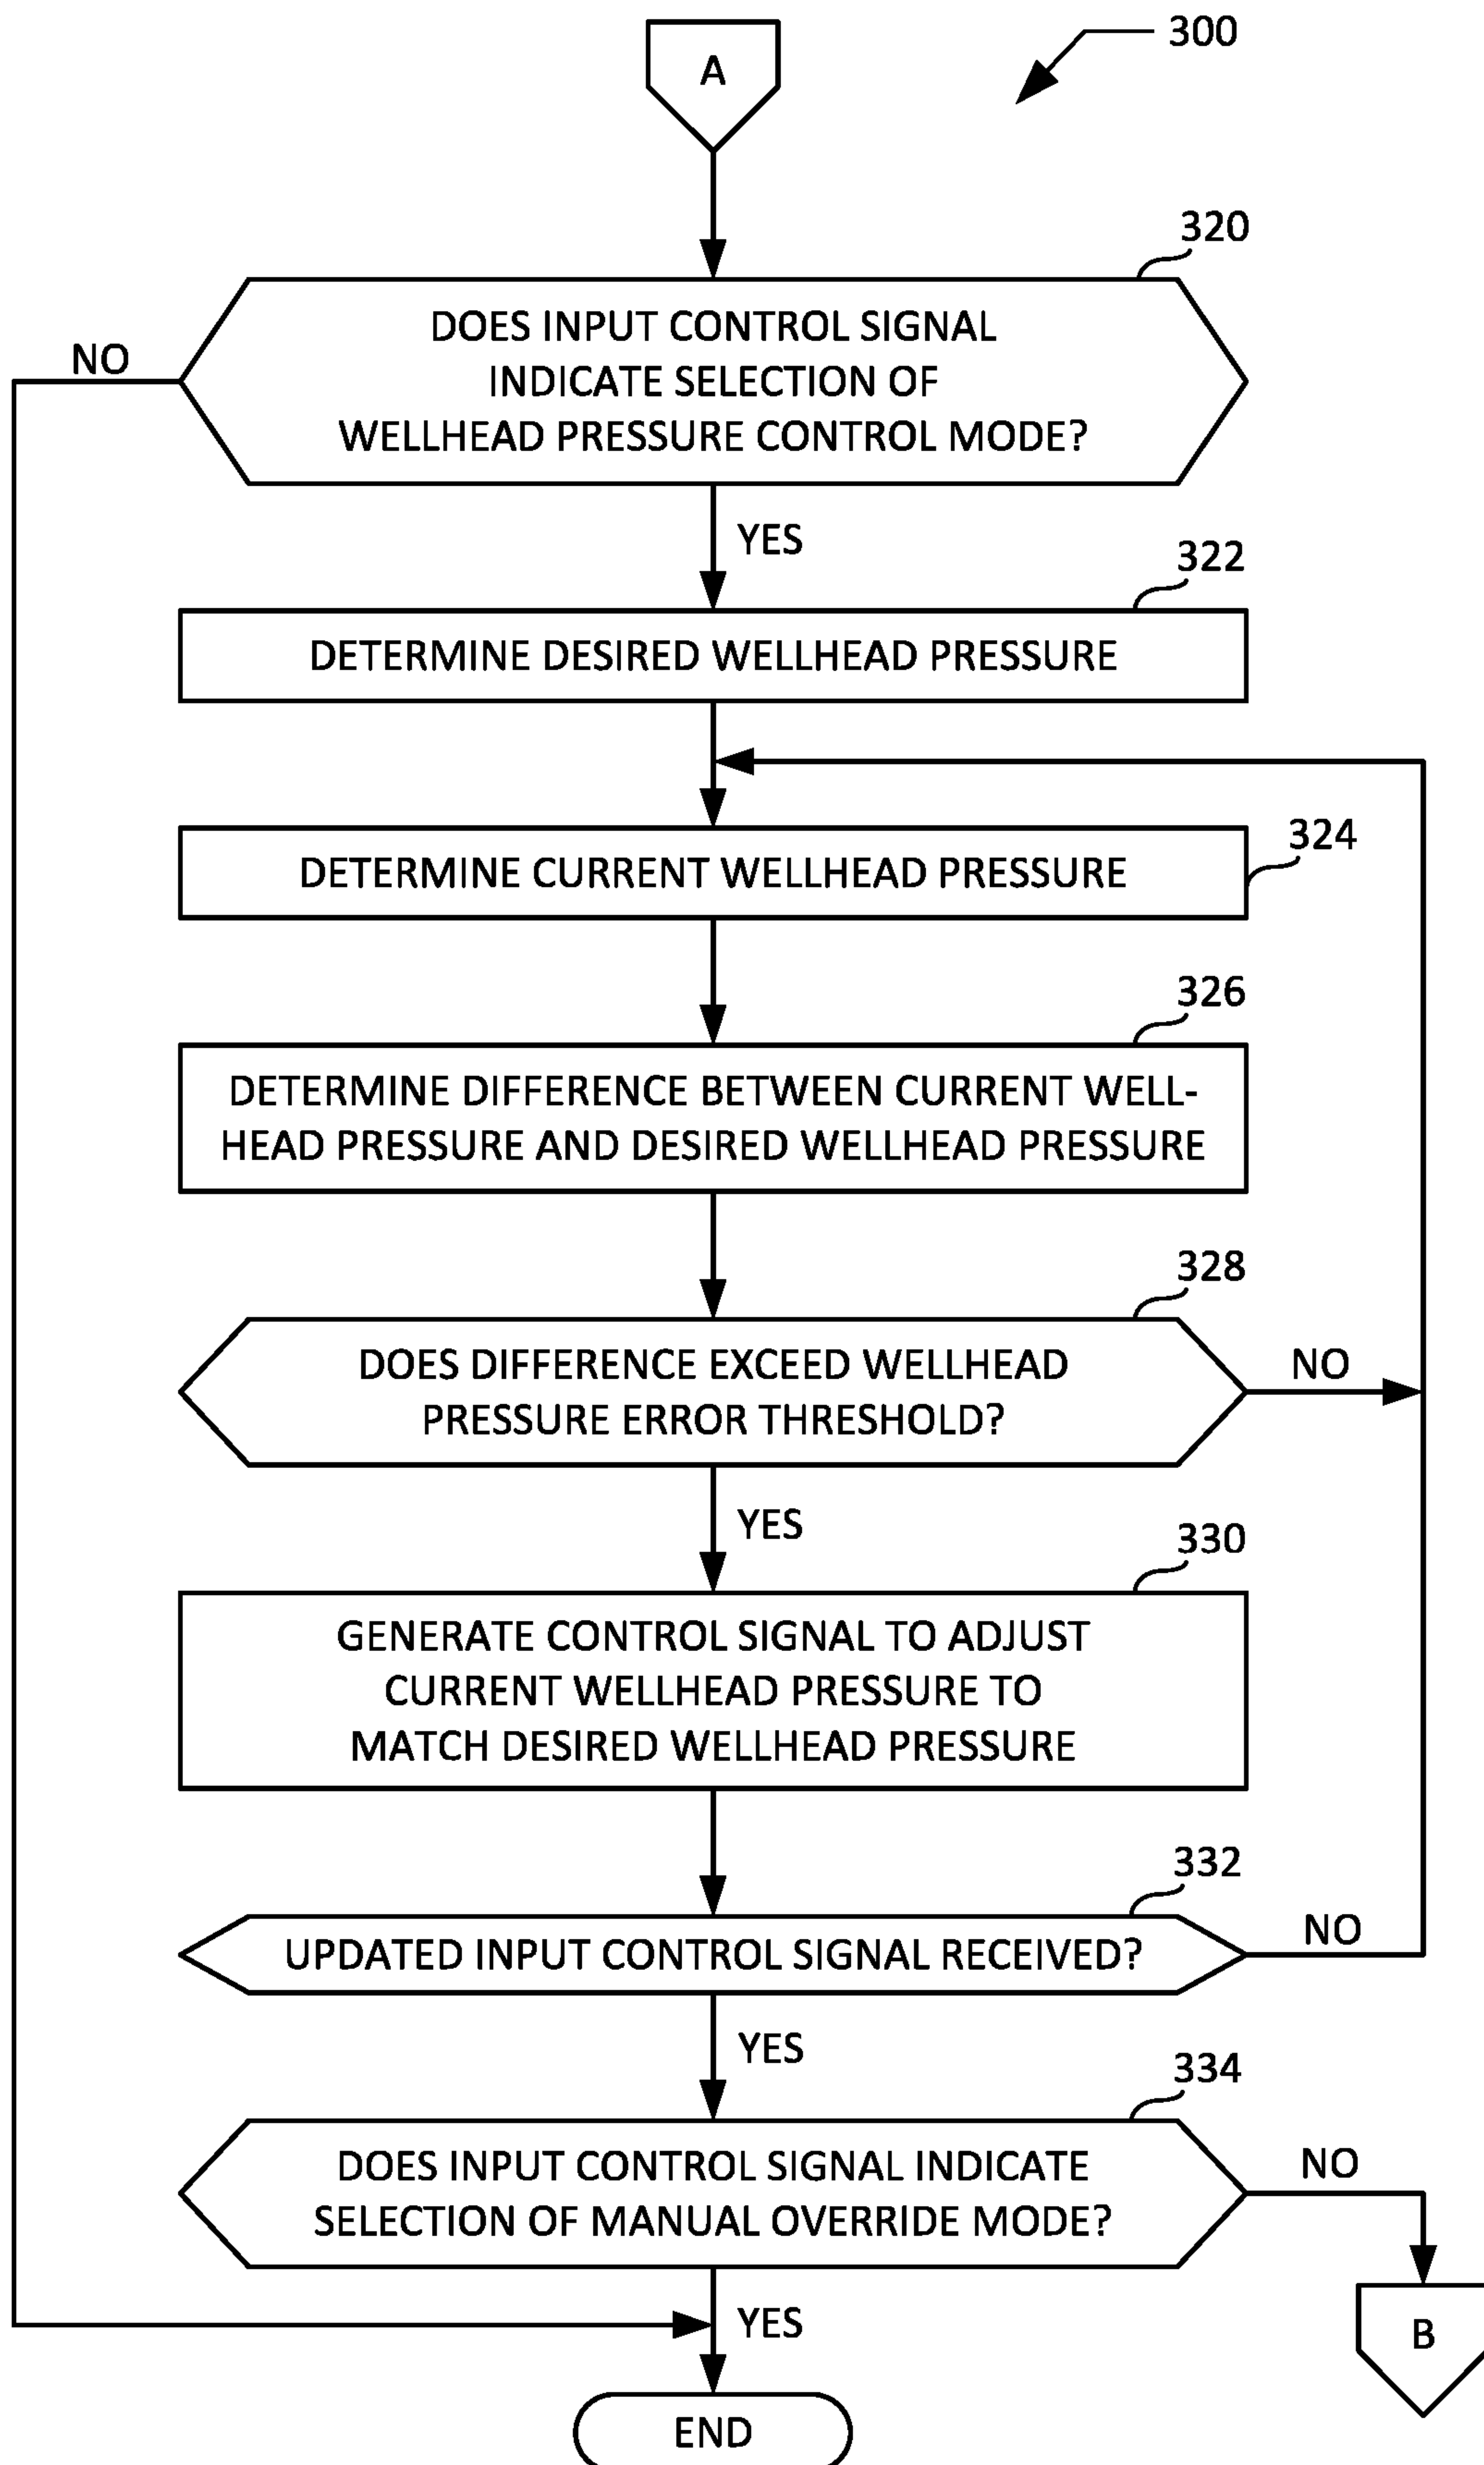 A
300
320
DOES INPUT CONTROL SIGNAL
INDICATE SELECTION OF
WELLHEAD PRESSURE CONTROL MODE?
NO
YES
322
DETERMINE DESIRED WELLHEAD PRESSURE
324
DETERMINE CURRENT WELLHEAD PRESSURE
326
DETERMINE DIFFERENCE BETWEEN CURRENT WELL-
HEAD PRESSURE AND DESIRED WELLHEAD PRESSURE
328
DOES DIFFERENCE EXCEED WELLHEAD
PRESSURE ERROR THRESHOLD?
NO
YES
330
GENERATE CONTROL SIGNAL TO ADJUST
CURRENT WELLHEAD PRESSURE TO
MATCH DESIRED WELLHEAD PRESSURE
332
UPDATED INPUT CONTROL SIGNAL RECEIVED?
NO
YES
334
DOES INPUT CONTROL SIGNAL INDICATE
SELECTION OF MANUAL OVERRIDE MODE?
NO
YES
B
END